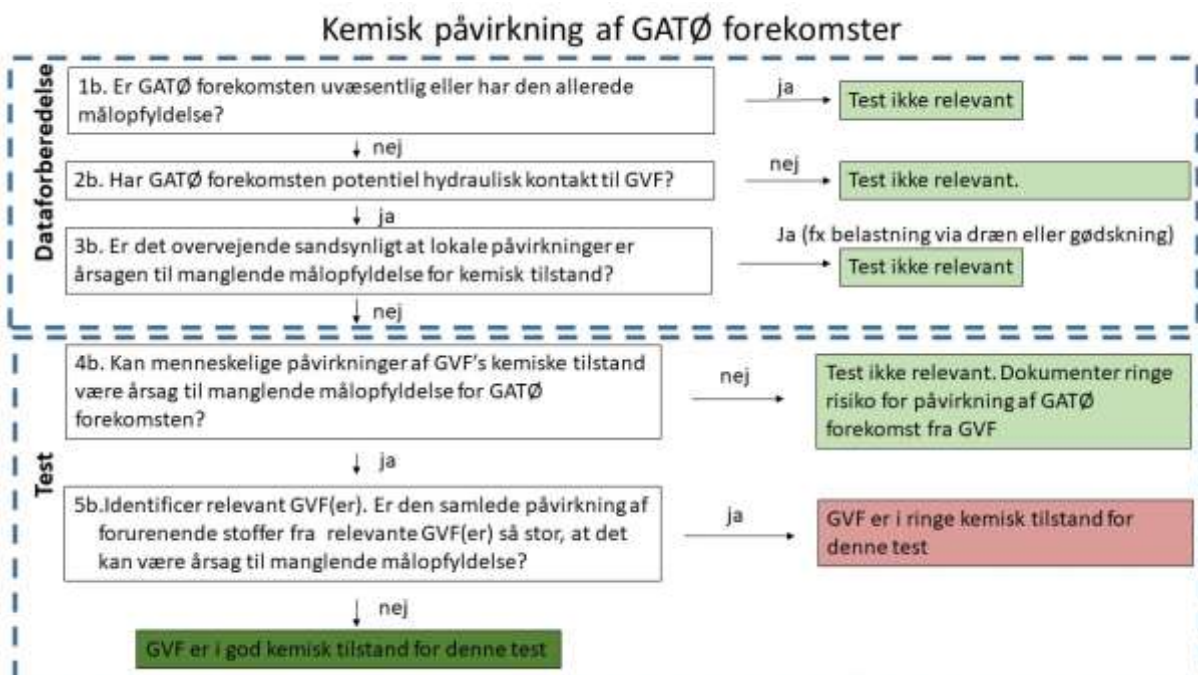 Kemisk påvirkning af GATØ forekomster
Dataforberedelse
1b. Er GATØ forekomsten uvæsentlig eller har den allerede
målopfyldelse?
ja
Test ikke relevant
nej
2b. Har GATØ forekomsten potentiel hydraulisk kontakt til GVF?
nej
Test ikke relevant.
ja
3b. Er det overvejende sandsynligt at lokale påvirkninger er
årsagen til manglende målopfyldelse for kemisk tilstand?
Ja (fx belastning via dræn eller gødskning)
Test ikke relevant
nej
Test
4b. Kan menneskelige påvirkninger af GVF's kemiske tilstand
være årsag til manglende målopfyldelse for GATØ
forekomsten?
nej
Test ikke relevant. Dokumenter ringe
risiko for påvirkning af GATØ
forekomst fra GVF
ja
5b.Identificer relevant GVF(er). Er den samlede påvirkning af
forurenende stoffer fra relevante GVF(er) så stor, at det
kan være årsag til manglende målopfyldelse?
ja
GVF er i ringe kemisk tilstand for
denne test
nej
GVF er i god kemisk tilstand for denne test